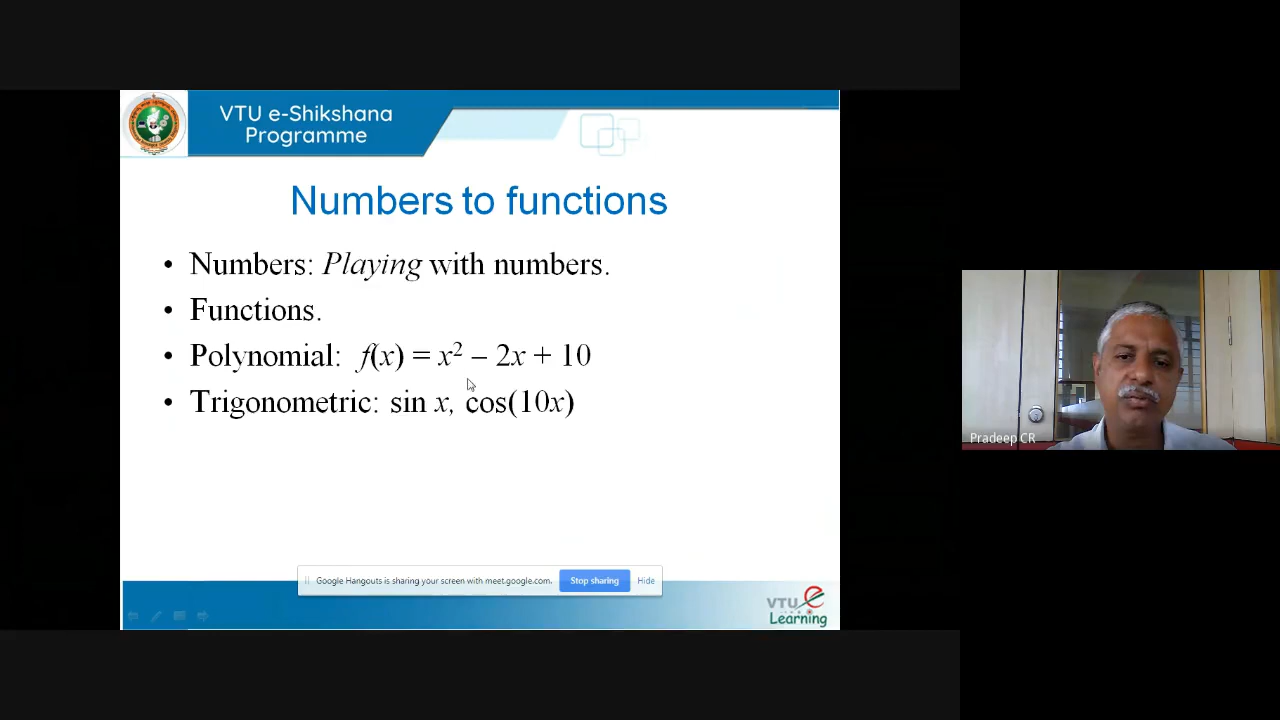 VTU e-Shikshana
Programme
Numbers to functions
• Numbers: Playing with numbers.
• Functions.
• Polynomial: f(x) = x² – 2x + 10
• Trigonometric: sin x, cos(10x)
Pradeep CR
Google Hangouts is sharing your screen with meet.google.com.
Stop sharing
Hide
VTU e
Learning